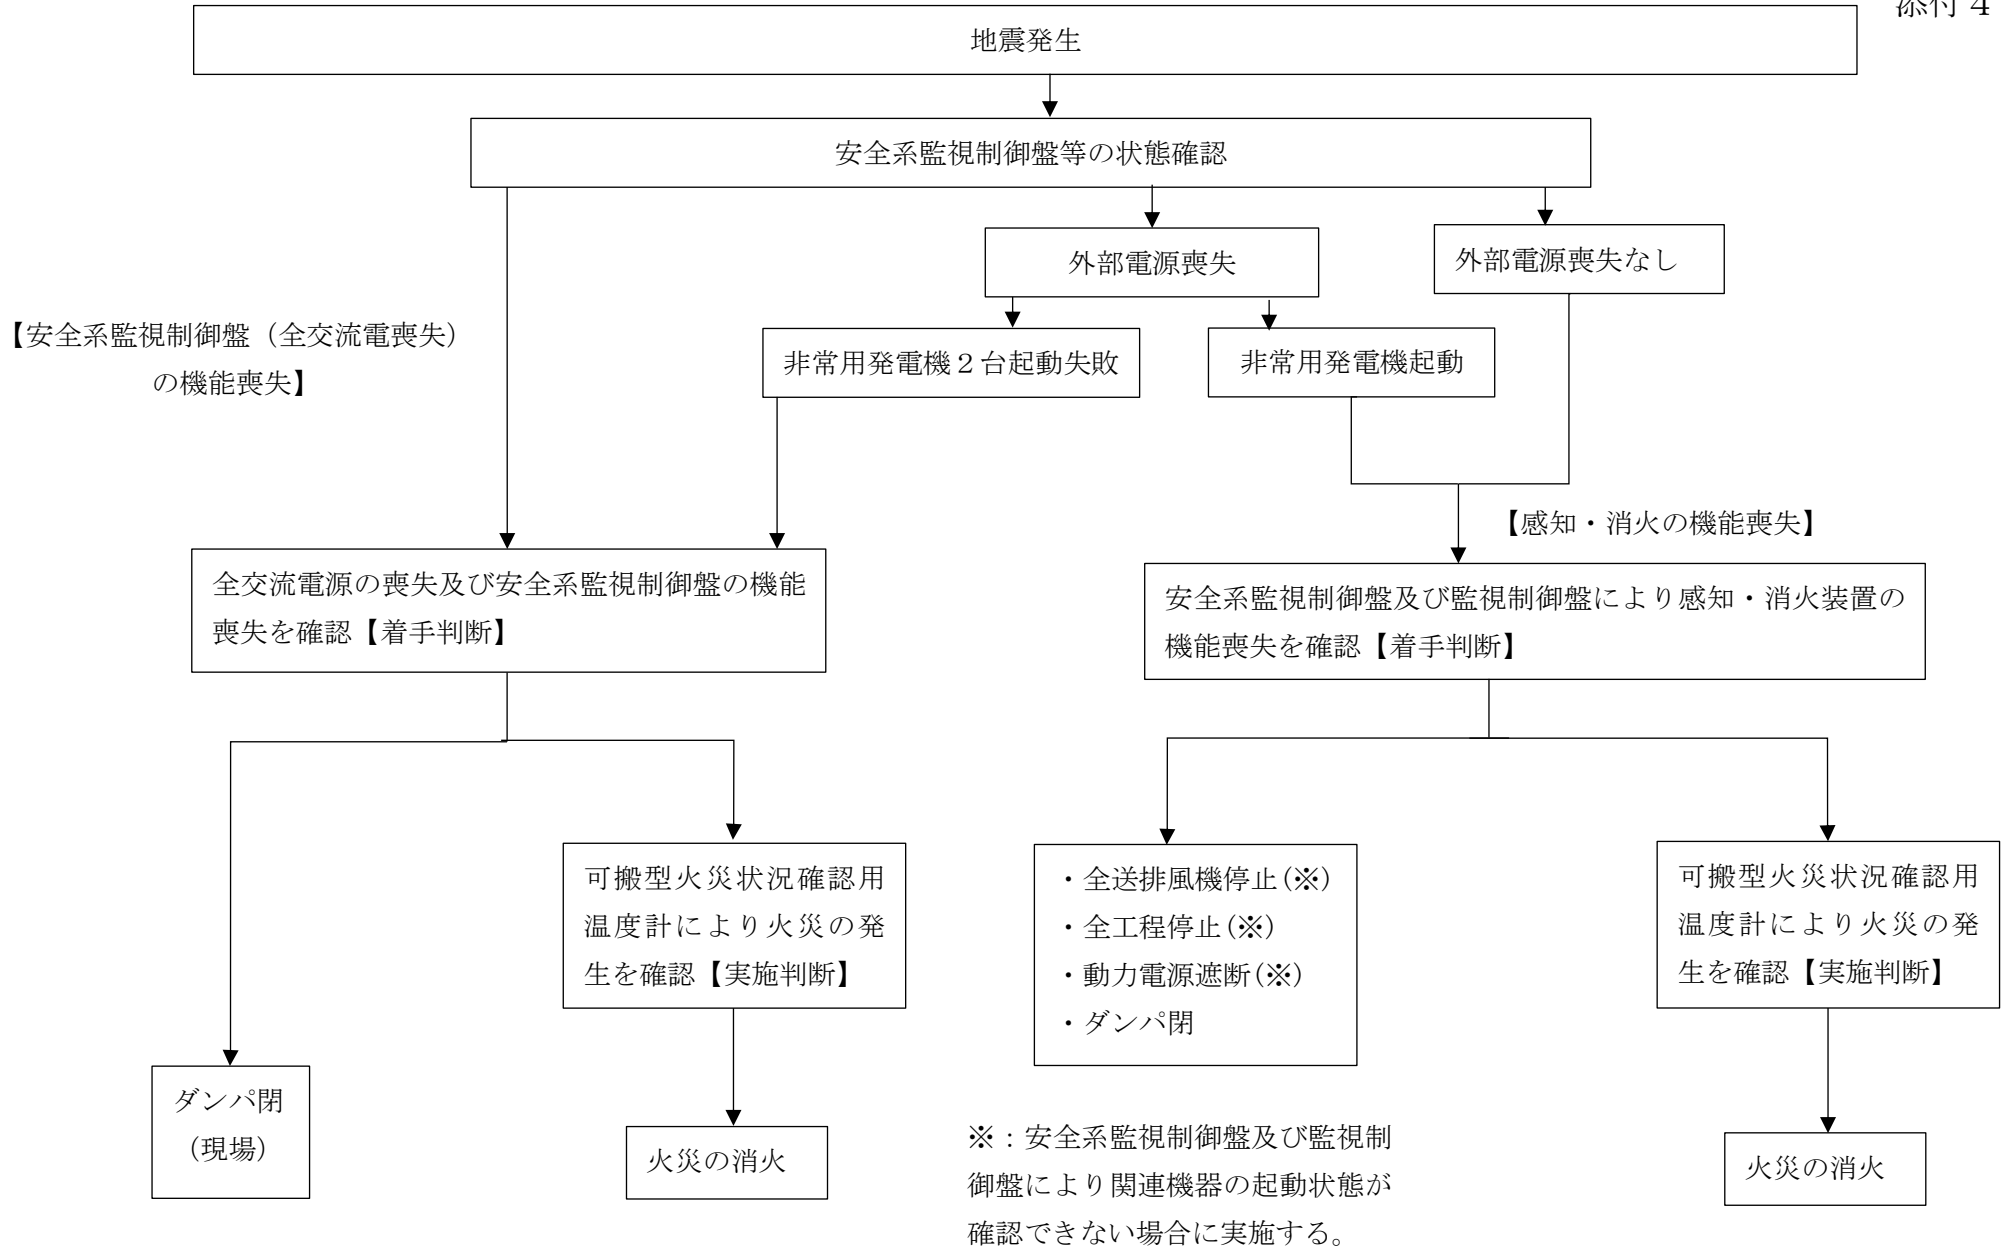 添付４
地震発生
安全系監視制御盤等の状態確認
外部電源喪失
外部電源喪失なし
【安全系監視制御盤（全交流電喪失）
の機能喪失】
非常用発電機２台起動失敗
非常用発電機起動
【感知・消火の機能喪失】
全交流電源の喪失及び安全系監視制御盤の機能
喪失を確認【着手判断】
安全系監視制御盤及び監視制御盤により感知・消火装置の
機能喪失を確認【着手判断】
可搬型火災状況確認用
温度計により火災の発
生を確認【実施判断】
・全送排風機停止(※)
・全工程停止(※)
・動力電源遮断(※)
・ダンパ閉
可搬型火災状況確認用
温度計により火災の発
生を確認【実施判断】
ダンパ閉
（現場）
火災の消火
※：安全系監視制御盤及び監視制
御盤により関連機器の起動状態が
確認できない場合に実施する。
火災の消火